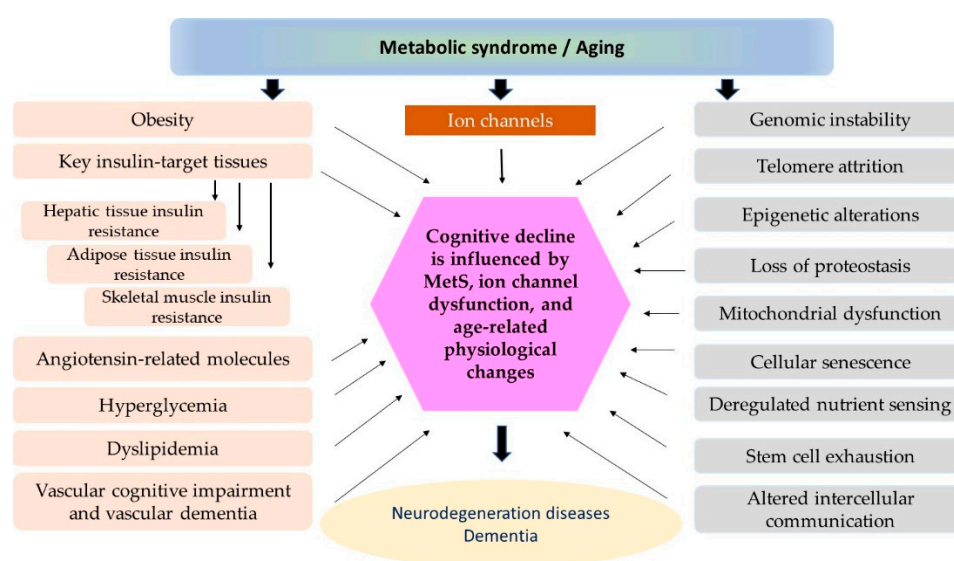 Metabolic syndrome / Aging
Obesity
Key insulin-target tissues
Hepatic tissue insulin
resistance
Adipose tissue insulin
resistance
Skeletal muscle insulin
resistance
Angiotensin-related molecules
Hyperglycemia
Dyslipidemia
Vascular cognitive impairment
and vascular dementia
Ion channels
Cognitive decline
is influenced by
MetS, ion channel
dysfunction, and
age-related
physiological
changes
Neurodegeneration diseases
Dementia
Genomic instability
Telomere attrition
Epigenetic alterations
Loss of proteostasis
Mitochondrial dysfunction
Cellular senescence
Deregulated nutrient sensing
Stem cell exhaustion
Altered intercellular
communication